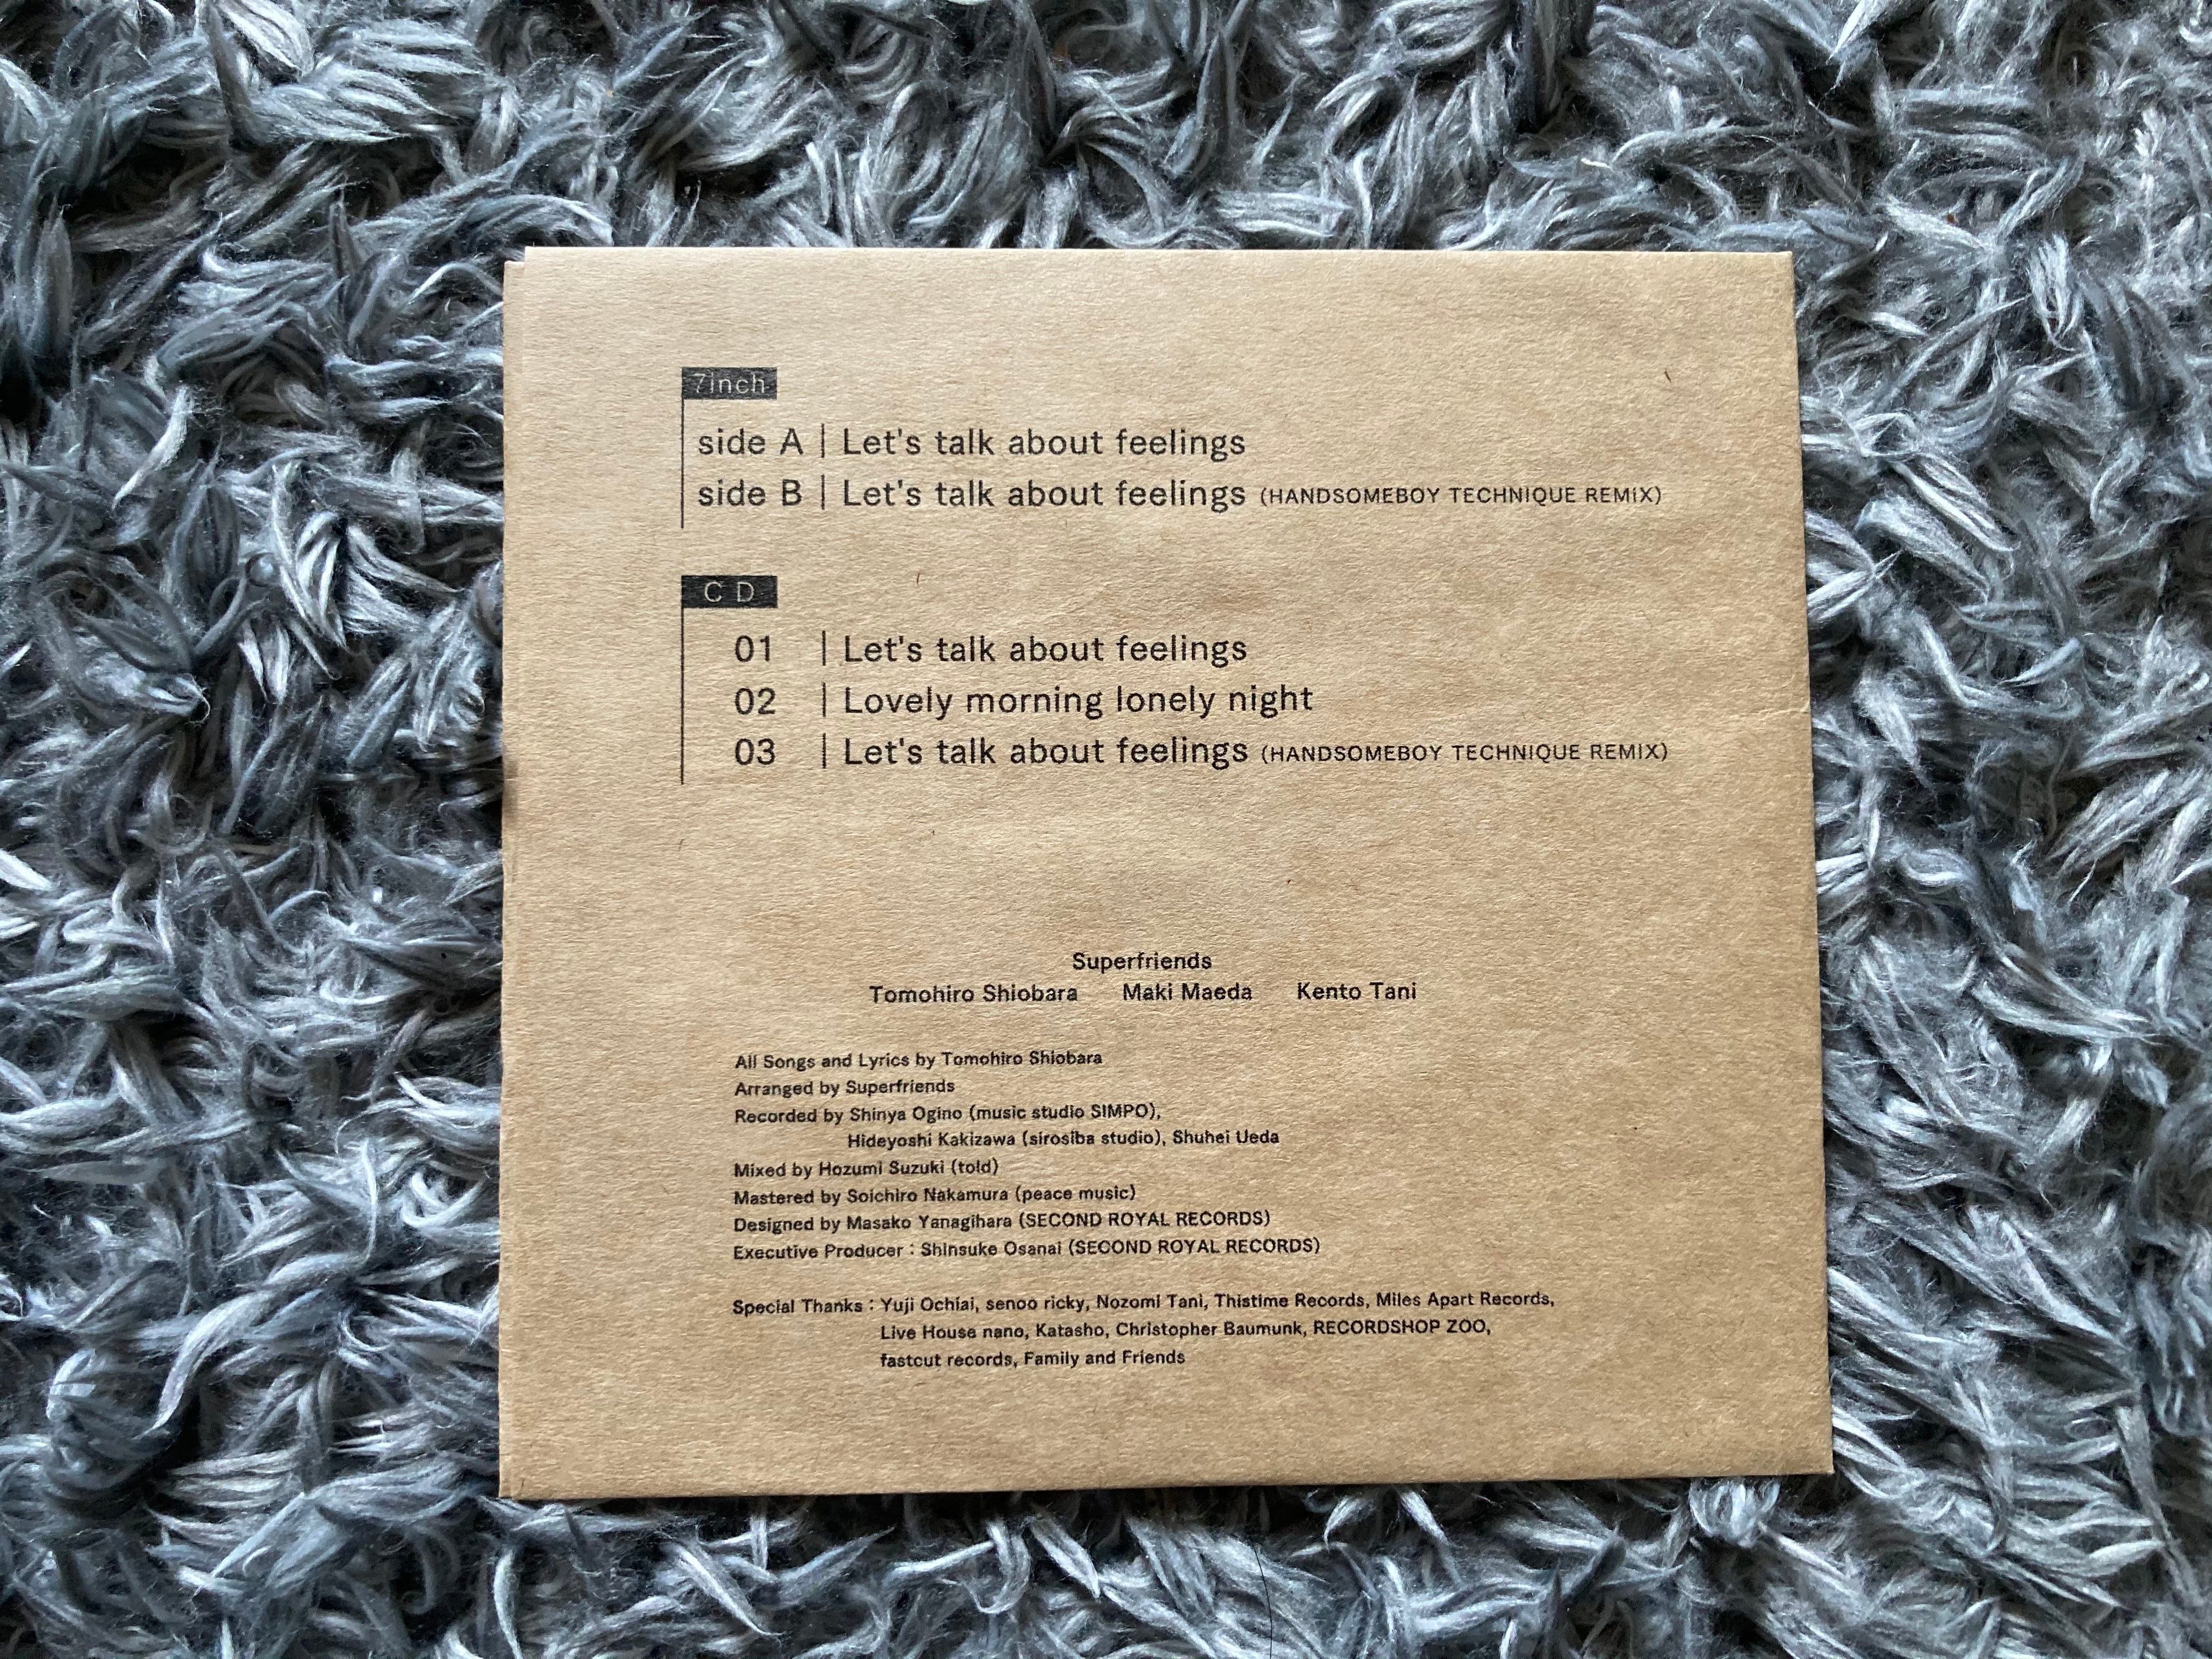 7inch
side A | Let's talk about feelings
side B | Let's talk about feelings (HANDSOMEBOY TECHNIQUE REMIX)
CD
01 | Let's talk about feelings
02 | Lovely morning lonely night
03 | Let's talk about feelings (HANDSOMEBOY TECHNIQUE REMIX)
Superfriends
Tomohiro Shiobara Maki Maeda Kento Tani
All Songs and Lyrics by Tomohiro Shiobara
Arranged by Superfriends
Recorded by Shinya Ogino (music studio SIMPO),
Hideyoshi Kakizawa (sirosiba studio), Shuhei Ueda
Mixed by Hozumi Suzuki (told)
Mastered by Soichiro Nakamura (peace music)
Designed by Masako Yanagihara (SECOND ROYAL RECORDS)
Executive Producer : Shinsuke Osanai (SECOND ROYAL RECORDS)
Special Thanks : Yuji Ochiai, senoo ricky, Nozomi Tani, Thistime Records, Miles Apart Records,
Live House nano, Katasho, Christopher Baumunk, RECORDSHOP ZOO,
fastcut records, Family and Friends